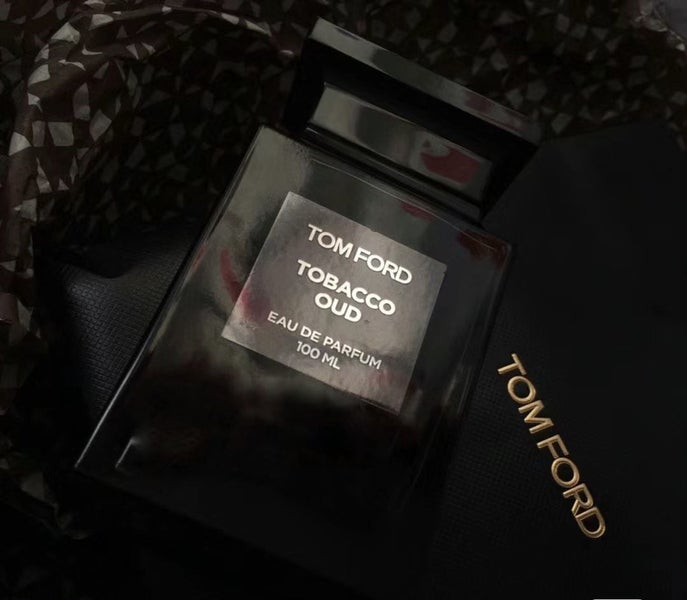 TOM FORD
TOBACCO
OUD
EAU DE PARFUM
100 ML
TOM FORD